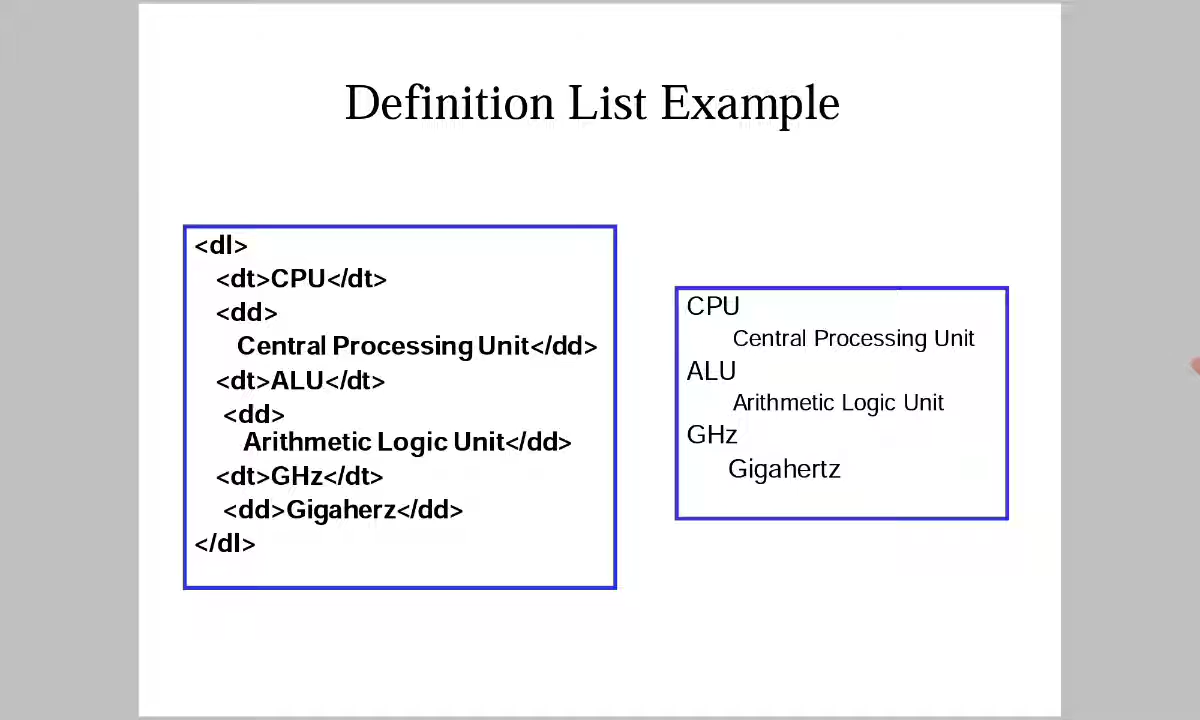 Definition List Example
<dl>
<dt>CPU</dt>
<dd>
Central Processing Unit</dd>
<dt>ALU</dt>
<dd>
Arithmetic Logic Unit</dd>
<dt>GHz</dt>
<dd>Gigaherz</dd>
</dl>
CPU
Central Processing Unit
ALU
Arithmetic Logic Unit
GHz
Gigahertz